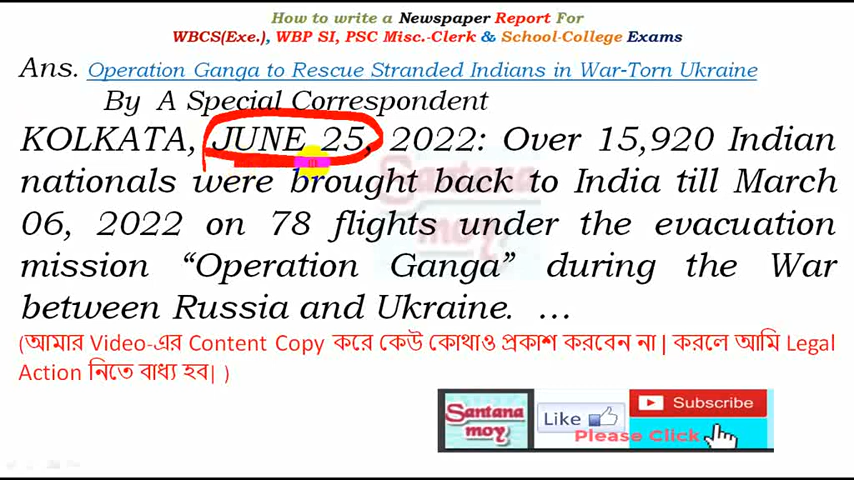 How to write a Newspaper Report For
WBCS(Exe.), WBP SI, PSC Misc.-Clerk & School-College Exams
Ans. Operation Ganga to Rescue Stranded Indians in War-Torn Ukraine
By A Special Correspondent
KOLKATA, JUNE 25, 2022: Over 15,920 Indian
nationals were brought back to India till March
06, 2022 on 78 flights under the evacuation
mission “Operation Ganga” during the War
between Russia and Ukraine. ...
(আমার Video-এর Content Copy করে কেউ কোথাও প্রকাশ করবেন না| করলে আমি Legal
Action নিতে বাধ্য হব| )
Santana
moy
Like
Subscribe
Please Click
Santana
moy